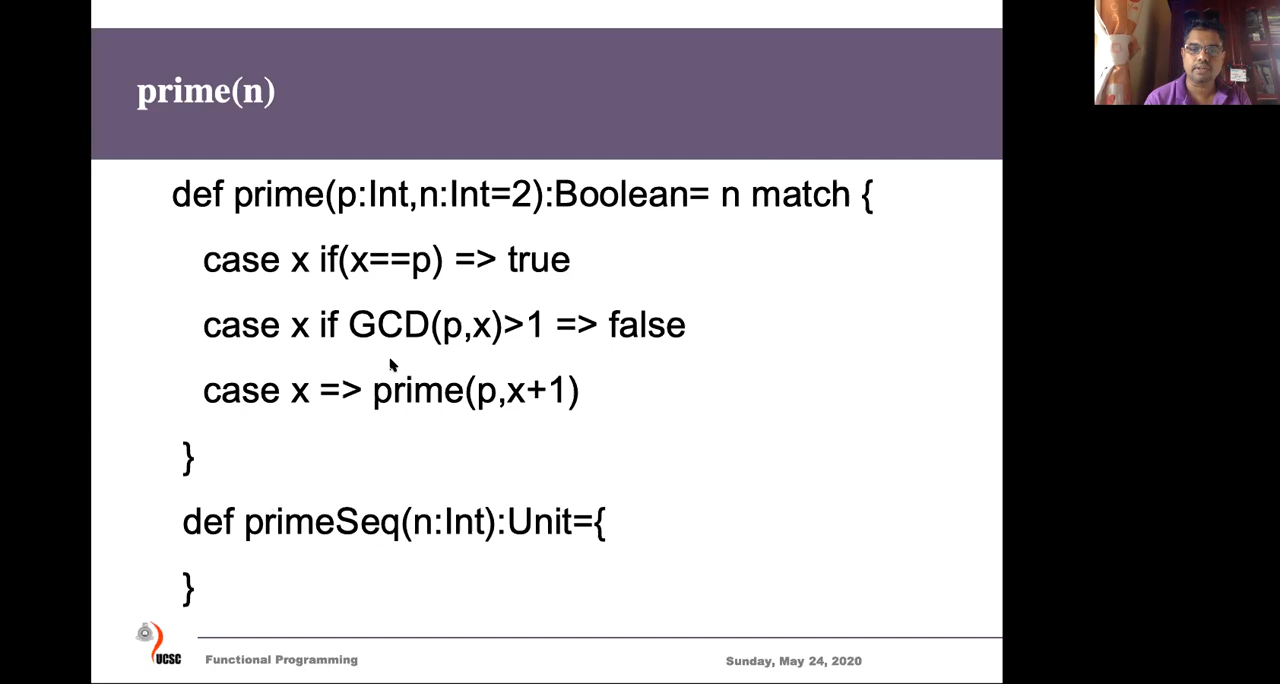 prime(n)
def prime(p:Int,n:Int=2):Boolean= n match {
case x if(x==p) => true
case x if GCD(p,x)>1 => false
case x => prime(p,x+1)
}
def primeSeq(n:Int):Unit={
}
UCSC
Functional Programming
Sunday, May 24, 2020